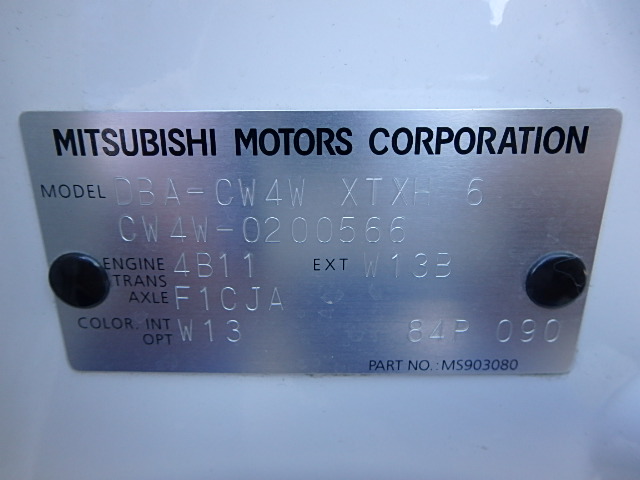 MITSUBISHI MOTORS CORPORATION
MODEL DBA-CW4W XTXH 6
CW4W-0200566
ENGINE 4B11 EXT W13B
TRANS
AXLE F1CJA
COLOR. INT W13 84P 090
OPT
PART NO.: MS903080